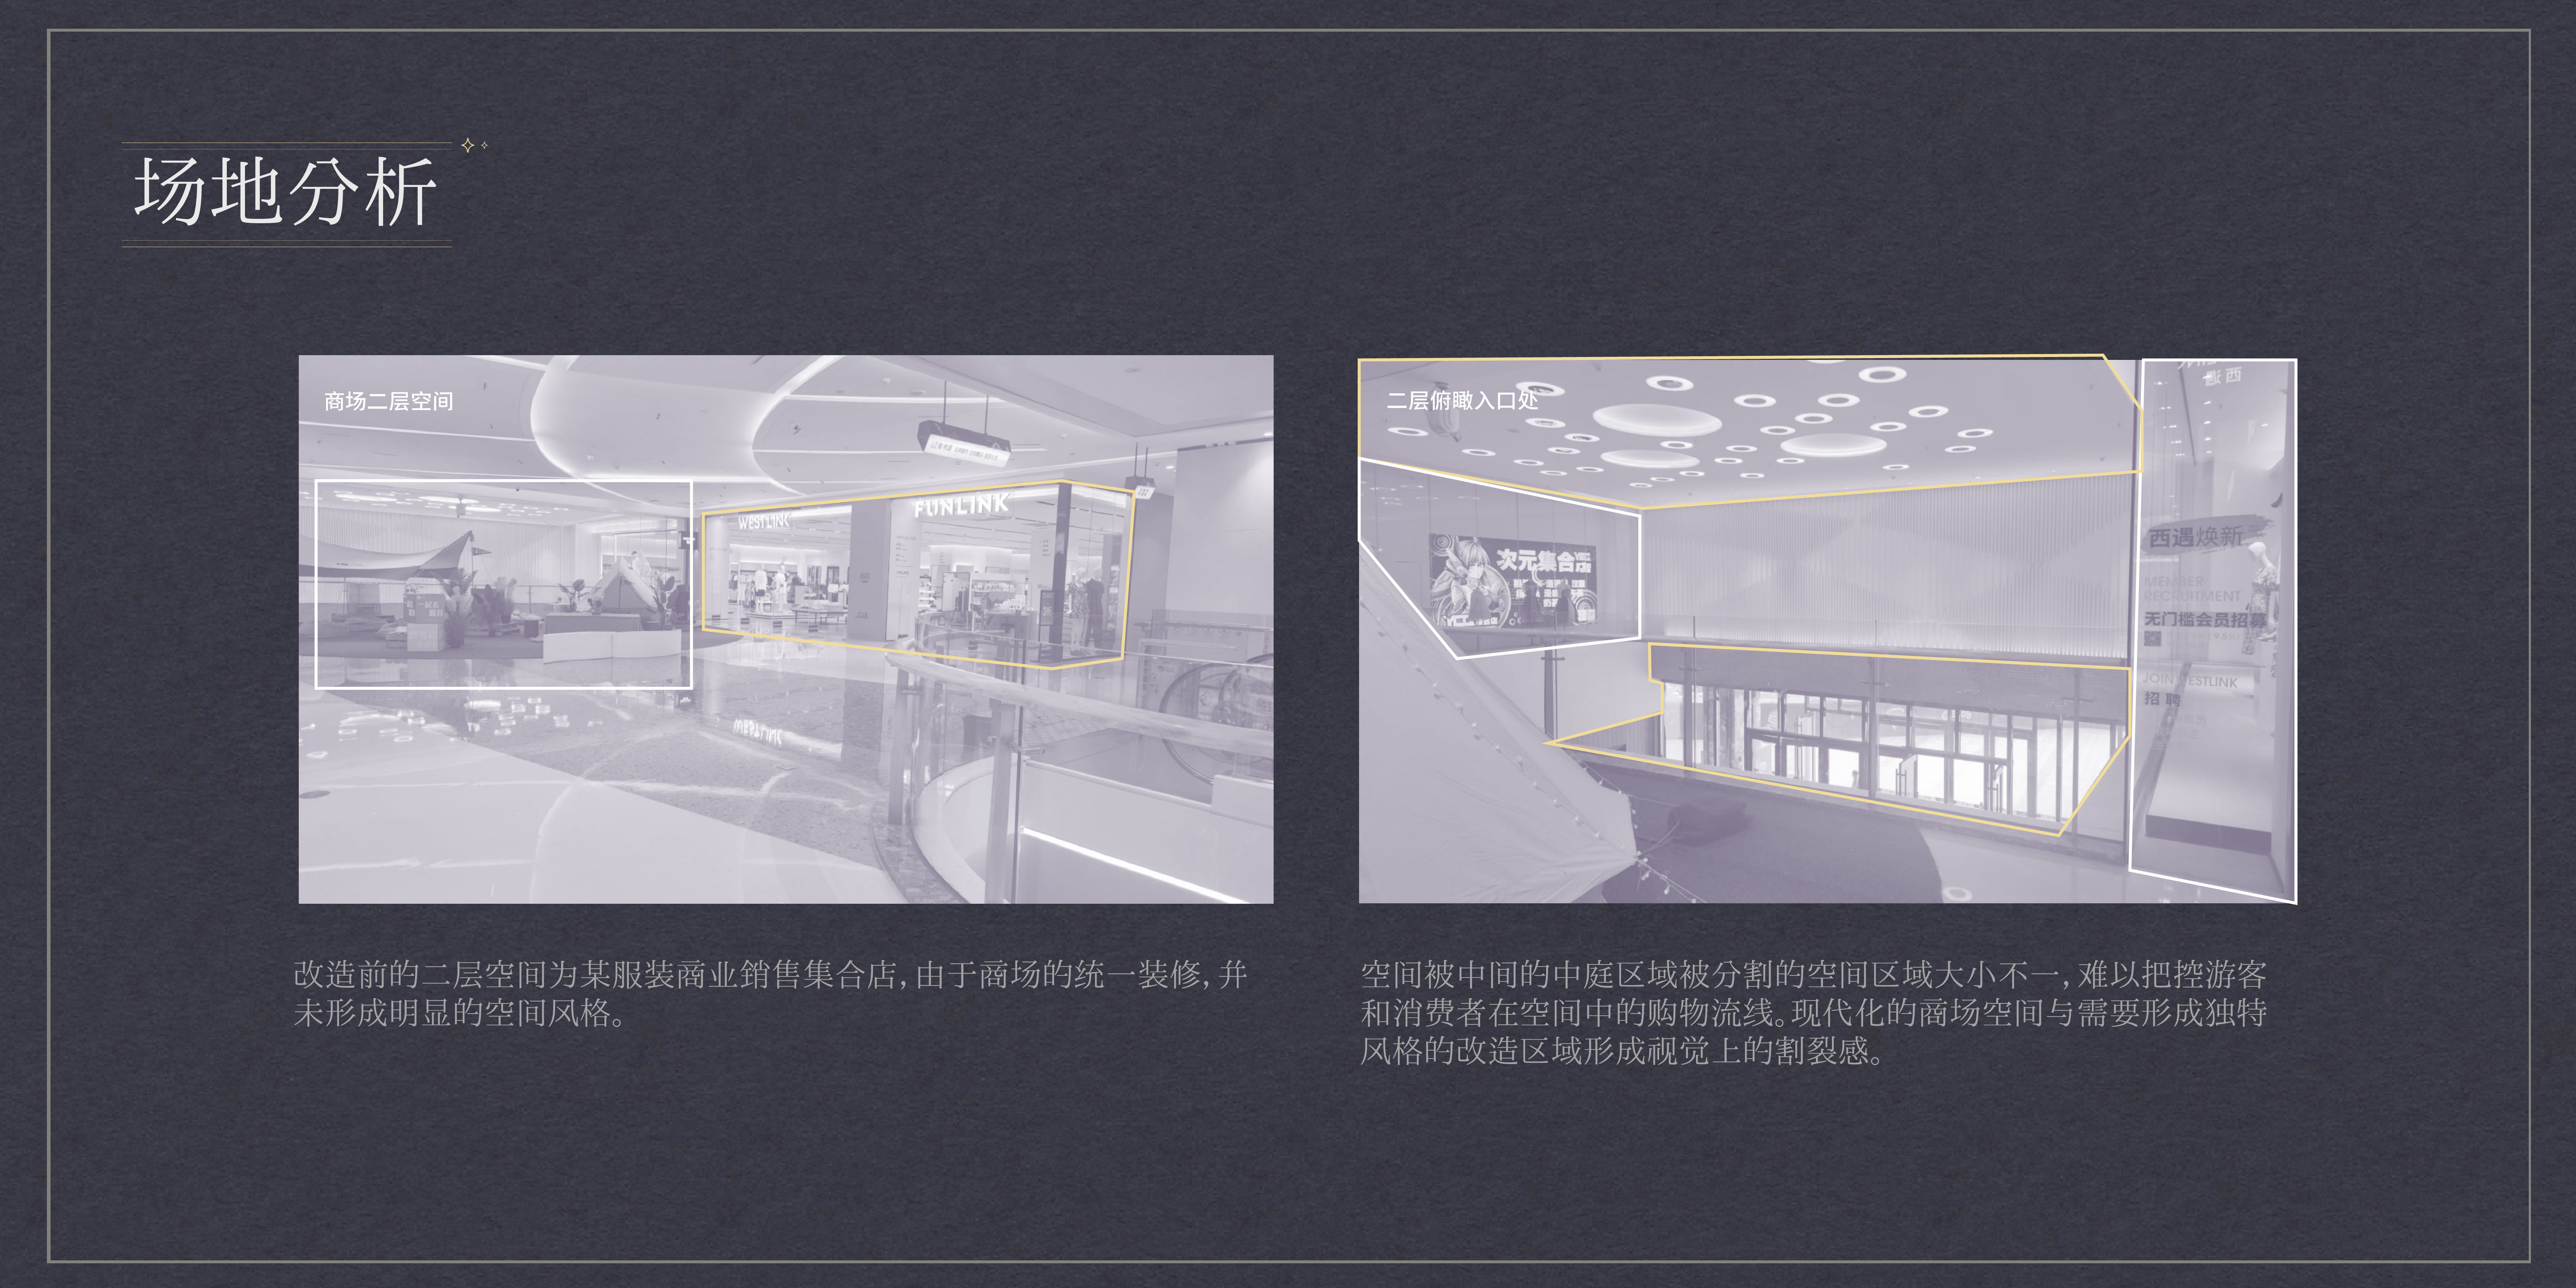 场地分析
商场二层空间
WESTLINK
FUNLINK
二层俯瞰入口处
次元集合店
西遇焕新
MEMBER
RECRUITMENT
无门槛会员招募
JOIN WESTLINK
招聘
改造前的二层空间为某服装商业销售集合店,由于商场的统一装修,并
未形成明显的空间风格。
空间被中间的中庭区域被分割的空间区域大小不一,难以把控游客
和消费者在空间中的购物流线。现代化的商场空间与需要形成独特
风格的改造区域形成视觉上的割裂感。